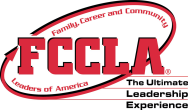 Family, Career and Community
FCCLA®
Leaders of America
The Ultimate
Leadership
Experience